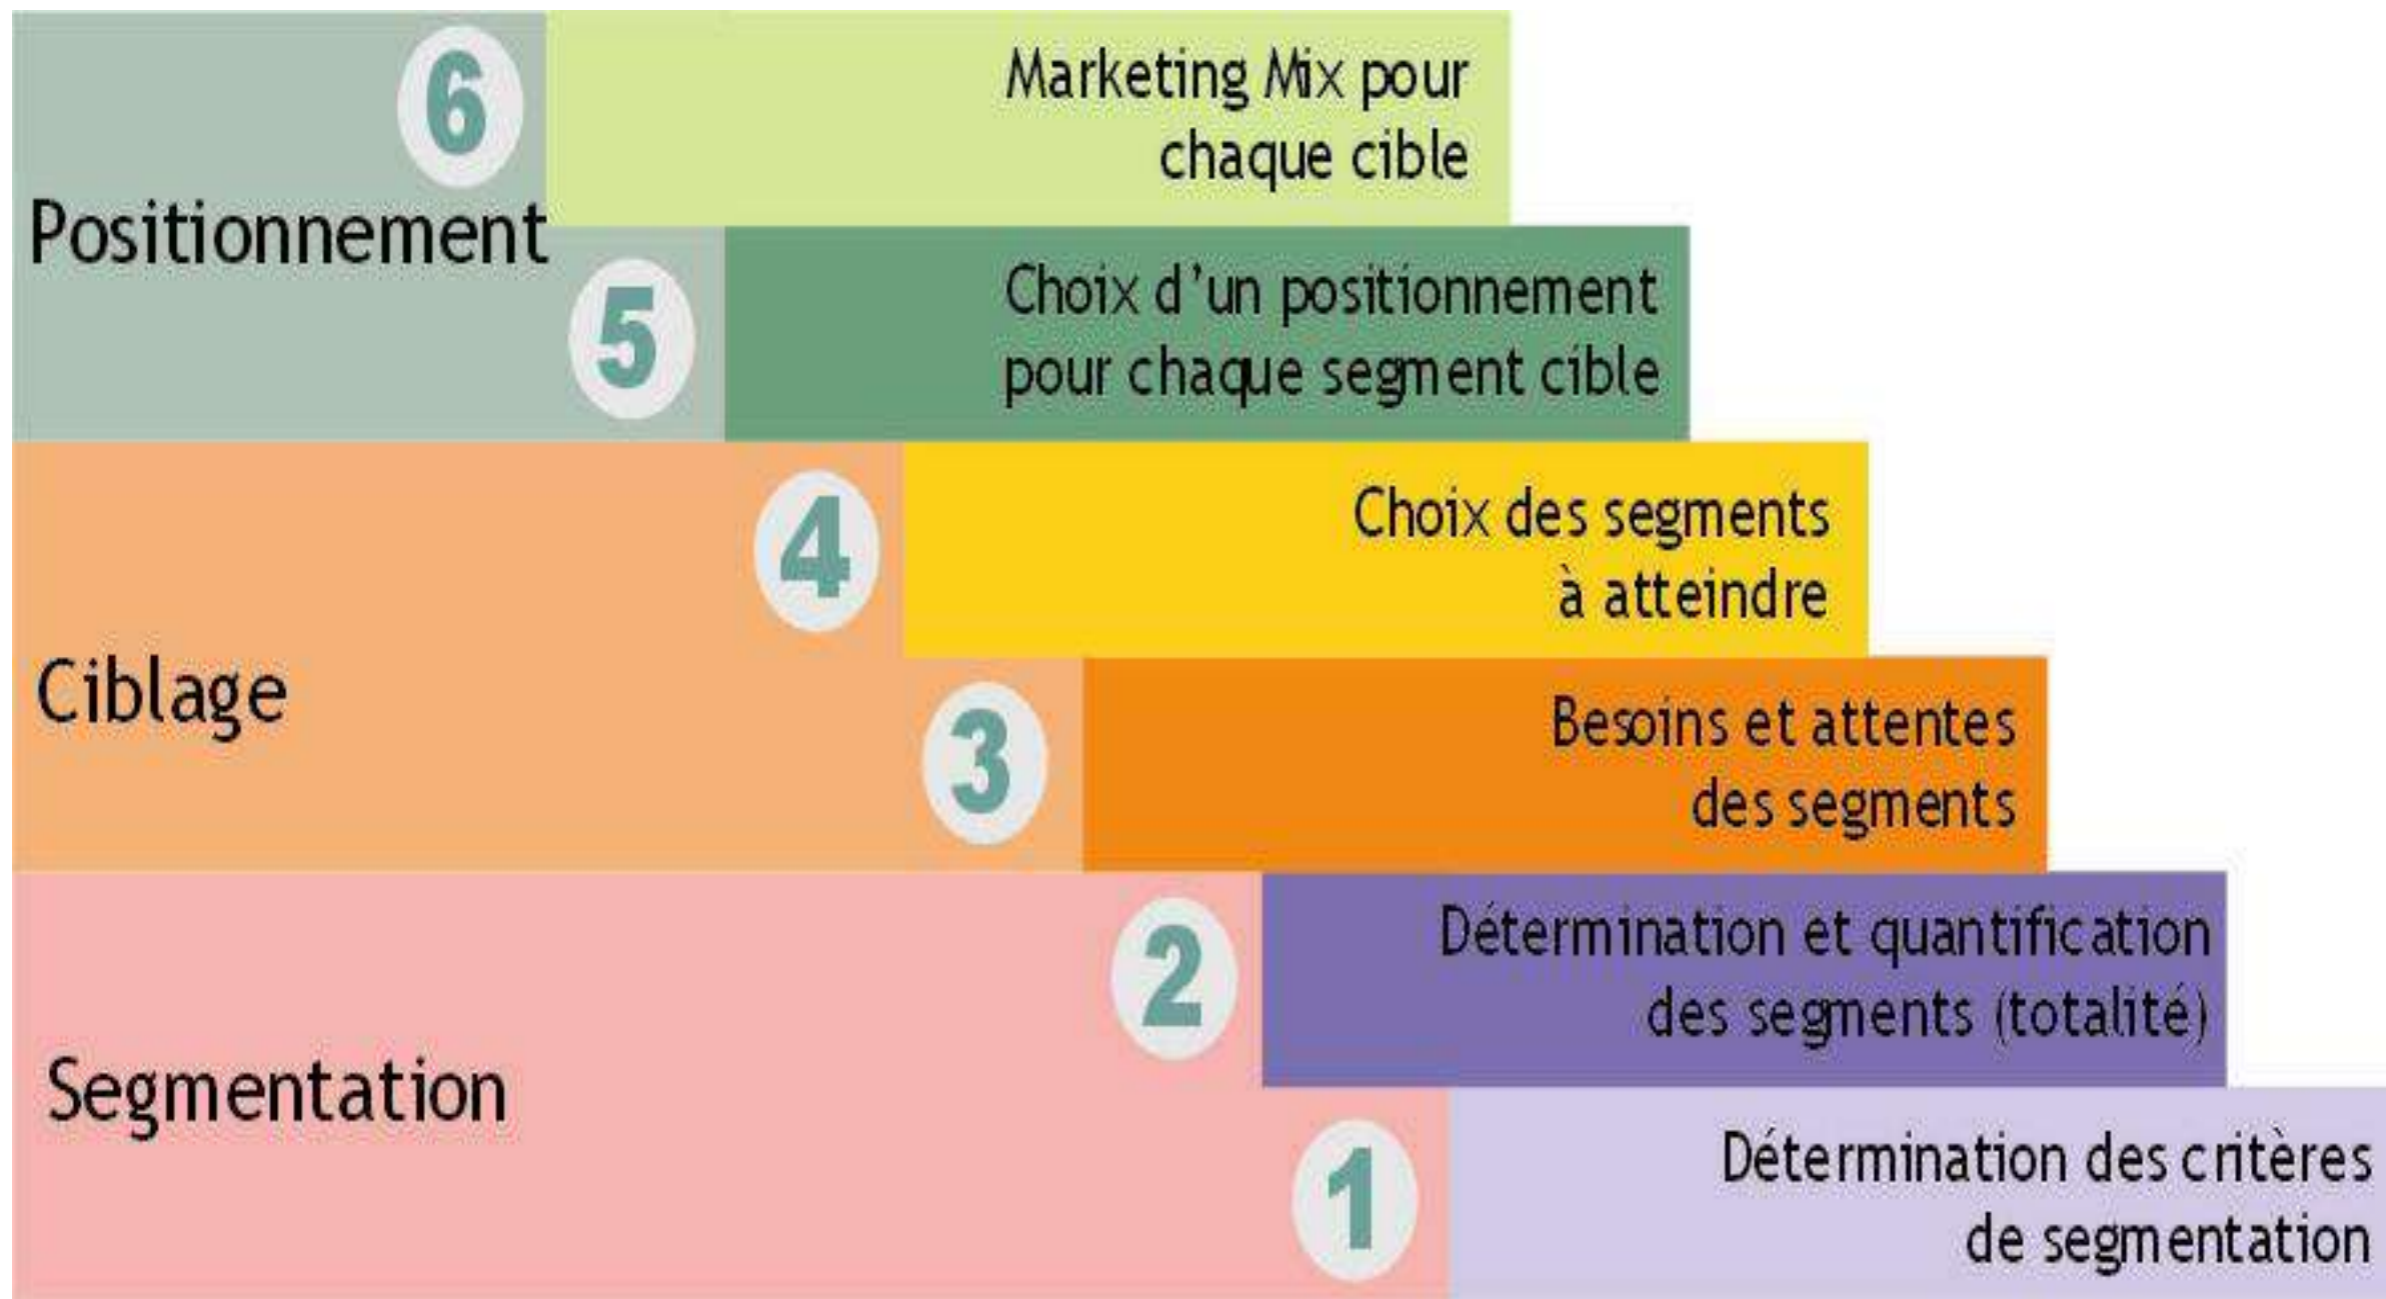 6
Marketing Mix pour
chaque cible
Positionnement
5
Choix d'un positionnement
pour chaque segment cible
4
Choix des segments
à atteindre
Ciblage
3
Besoins et attentes
des segments
2
Détermination et quantification
des segments (totalité)
Segmentation
1
Détermination des critères
de segmentation